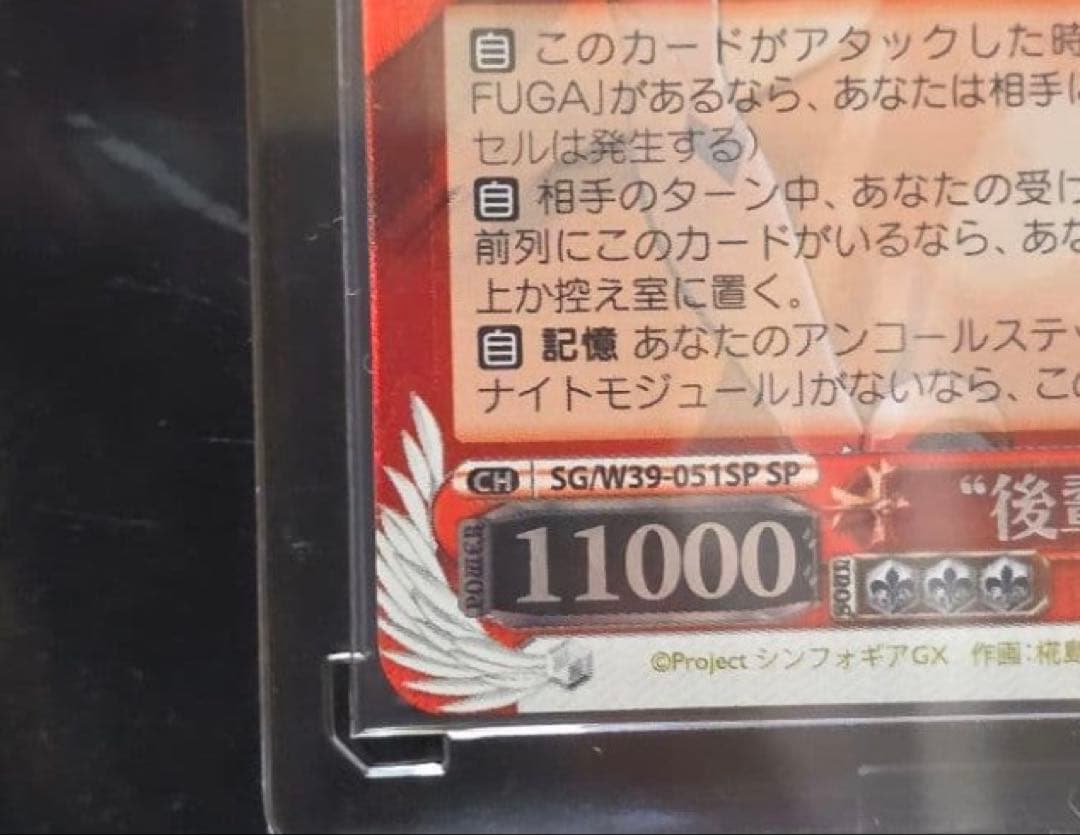 自 このカードがアタックした時
FUGA」があるなら、あなたは相手に
セルは発生する）
自 相手のターン中、あなたの受け
前列にこのカードがいるなら、あな
上か控え室に置く。
自 記憶 あなたのアンコールステッ
ナイトモジュール」がないなら、この
CH SG/W39-051SP SP
“後輩
POWER 11000
SOUL
©Project シンフォギアGX 作画：椛島